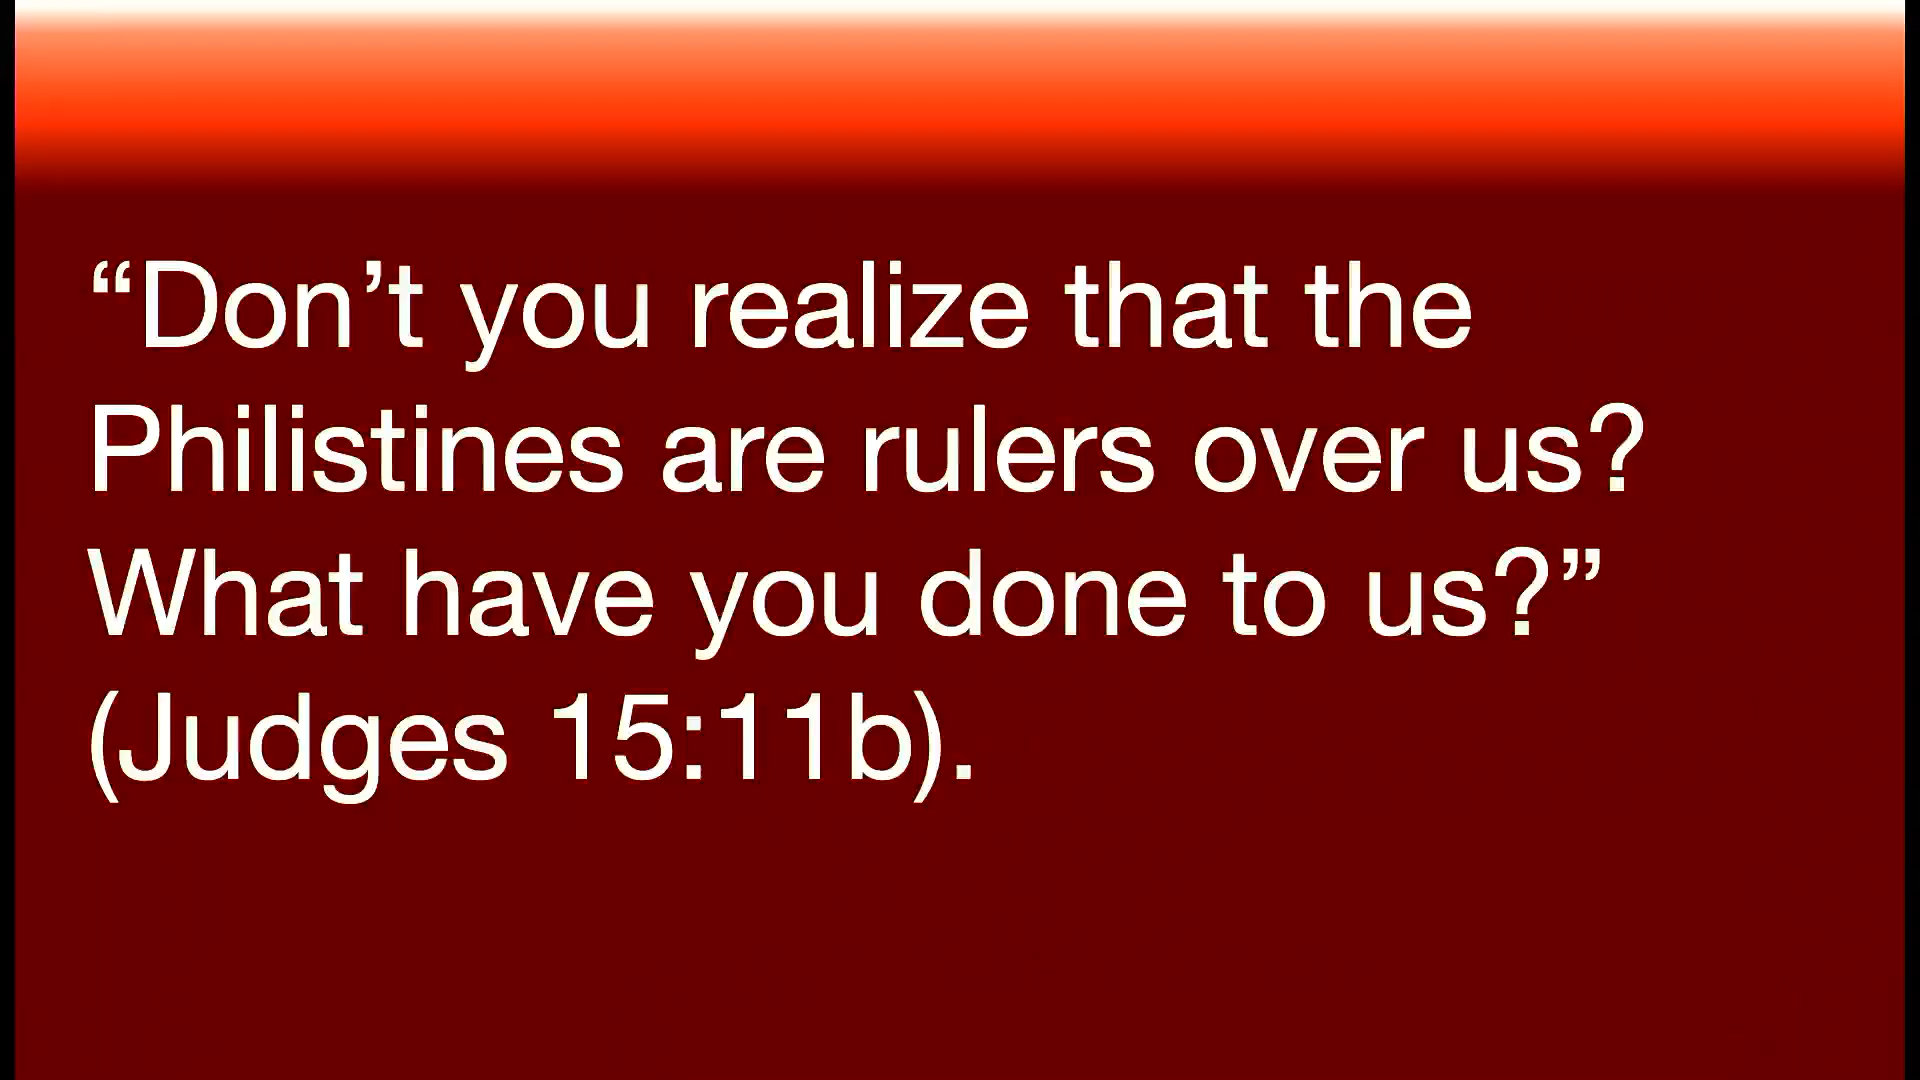 “Don’t you realize that the
Philistines are rulers over us?
What have you done to us?”
(Judges 15:11b).